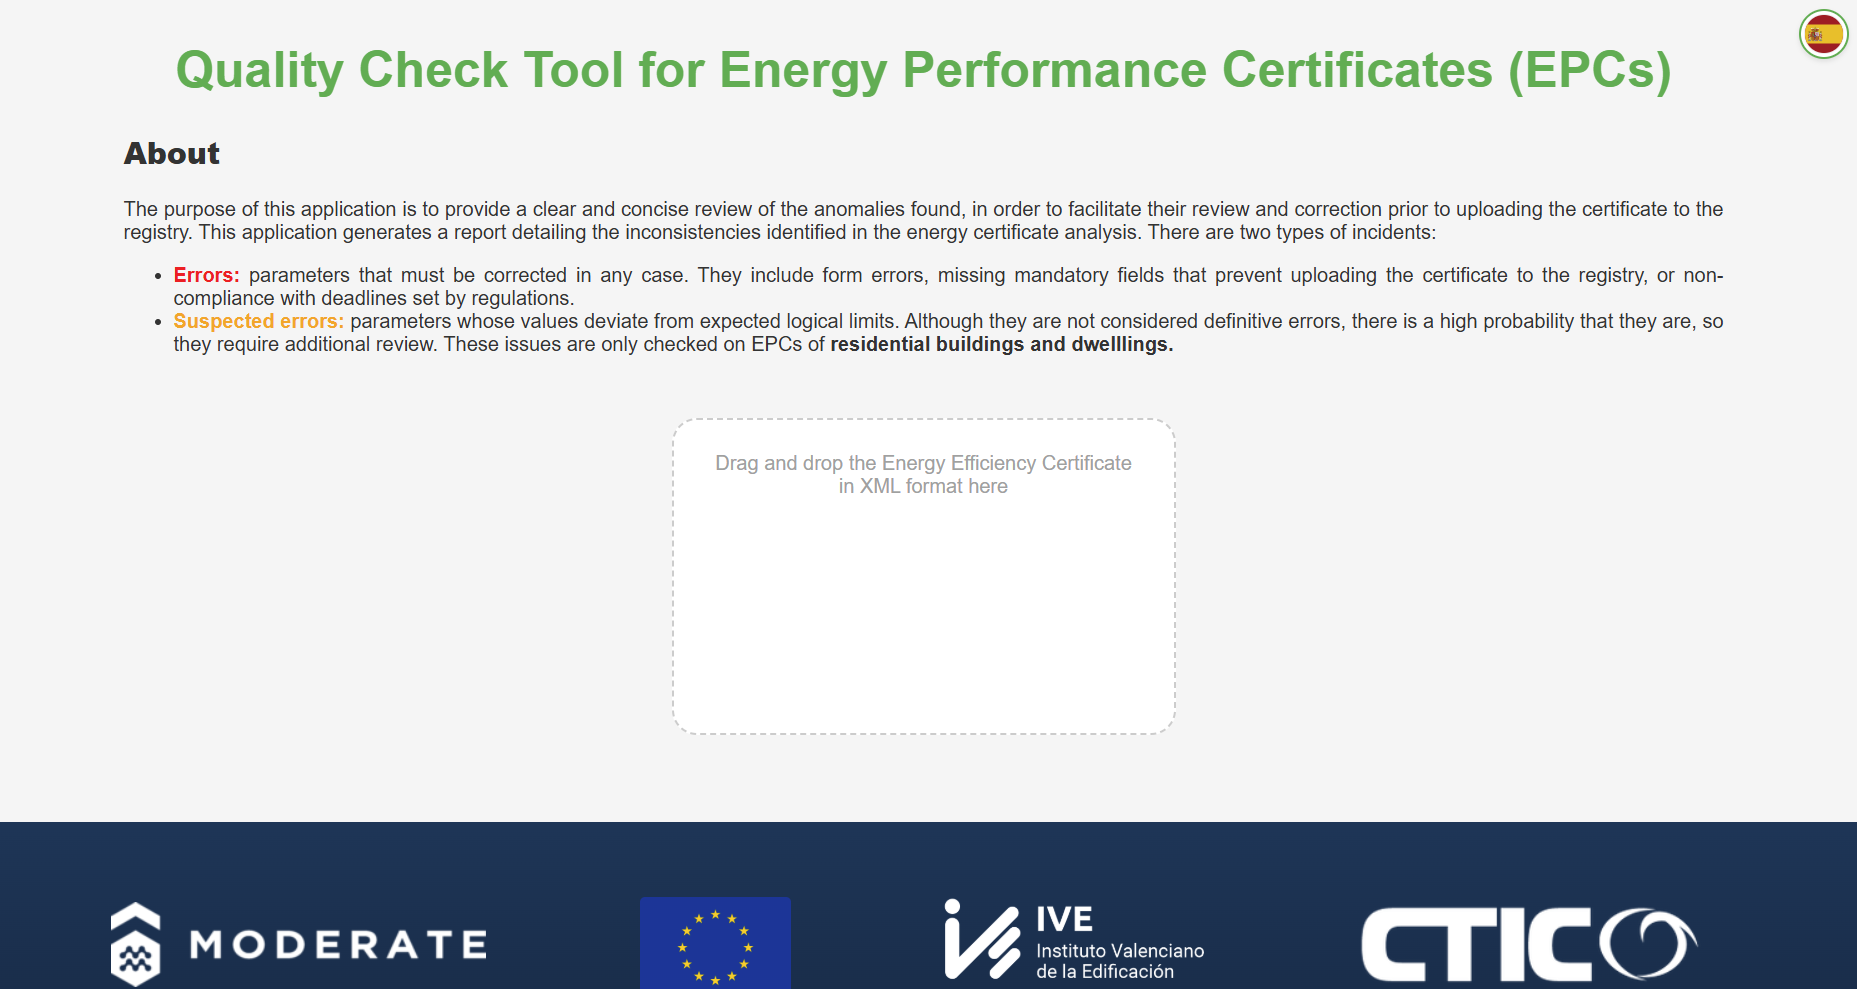 Quality Check Tool for Energy Performance Certificates (EPCs)
About
The purpose of this application is to provide a clear and concise review of the anomalies found, in order to facilitate their review and correction prior to uploading the certificate to the
registry. This application generates a report detailing the inconsistencies identified in the energy certificate analysis. There are two types of incidents:
• Errors: parameters that must be corrected in any case. They include form errors, missing mandatory fields that prevent uploading the certificate to the registry, or non-
compliance with deadlines set by regulations.
• Suspected errors: parameters whose values deviate from expected logical limits. Although they are not considered definitive errors, there is a high probability that they are, so
they require additional review. These issues are only checked on EPCs of residential buildings and dwelllings.
Drag and drop the Energy Efficiency Certificate
in XML format here
MODERATE
IVE
Instituto Valenciano
de la Edificación
CTIC